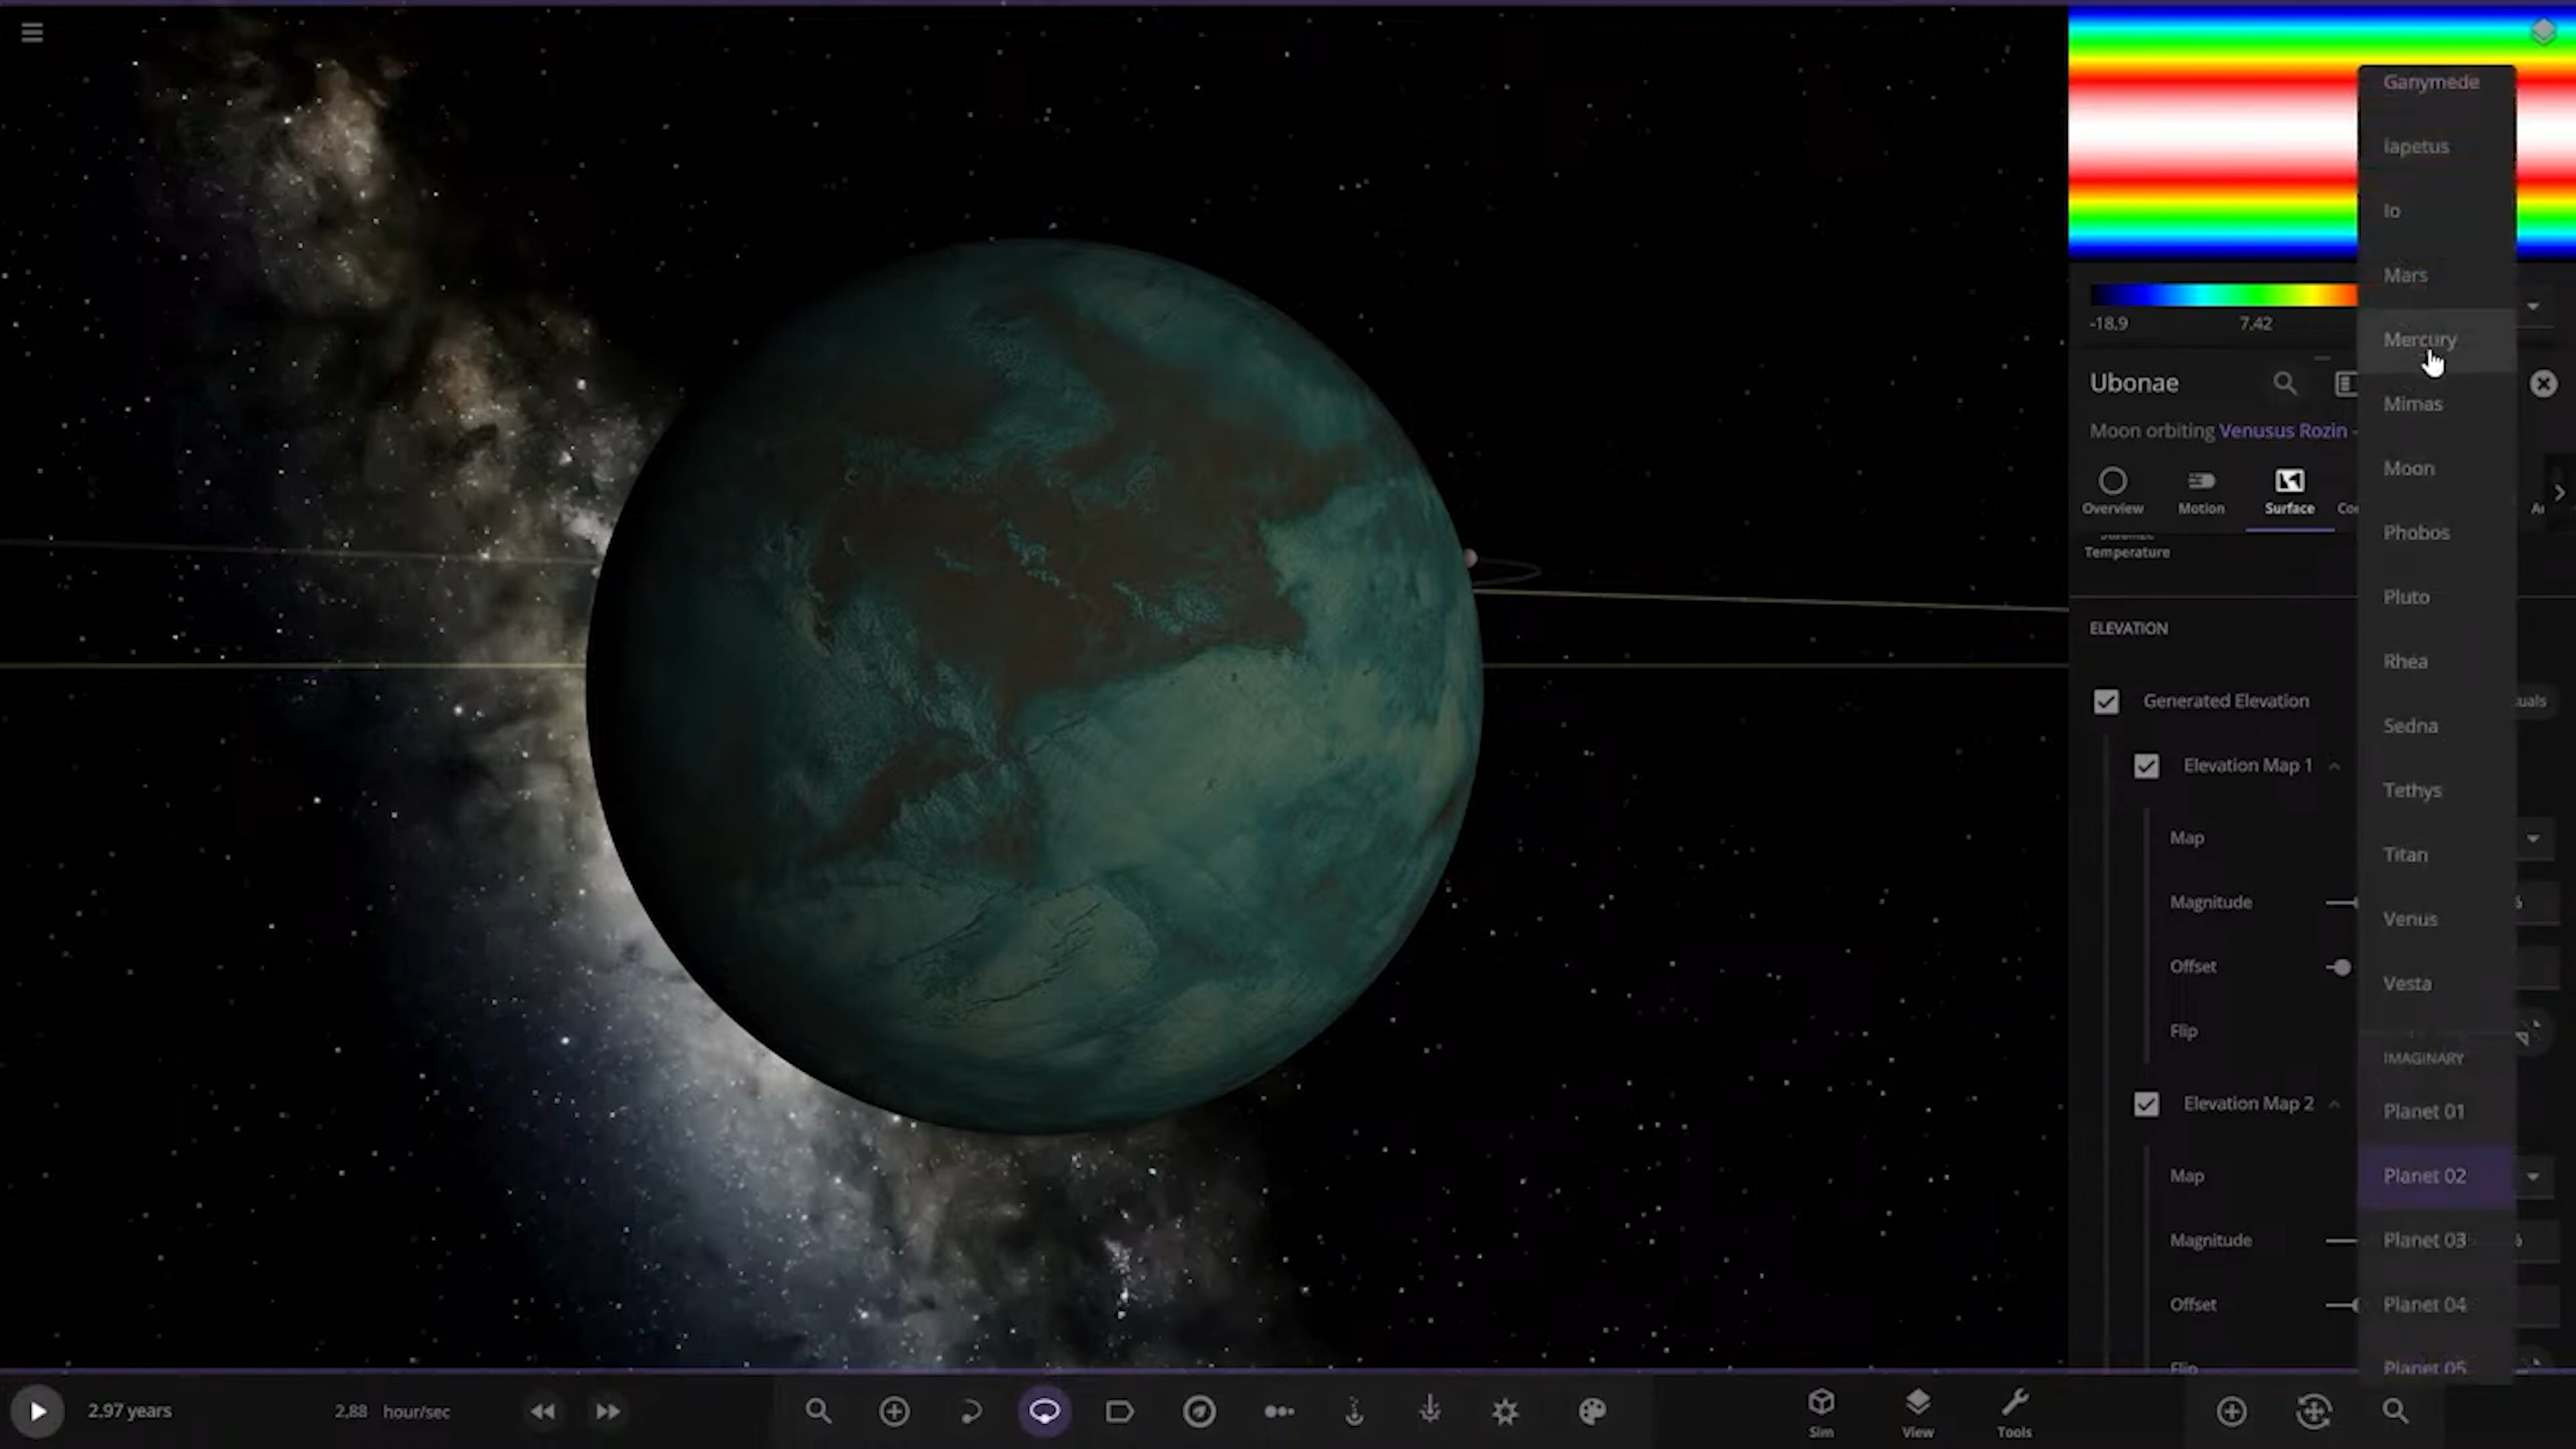 Ganymede
Iapetus
Io
Mars
-18.9 7.42
Mercury
Ubonae
Mimas
Moon orbiting Venusus Rozin -
Moon
Overview Motion Surface
Phobos
Temperature
Pluto
ELEVATION
Rhea
Generated Elevation
Sedna
Elevation Map 1
Tethys
Map
Titan
Magnitude
Venus
Offset
Vesta
Flip
IMAGINARY
Elevation Map 2
Planet 01
Map
Planet 02
Magnitude
Planet 03
Offset
Planet 04
Flip
Planet 05
2.97 years 2.88 hour/sec
Sim View Tools